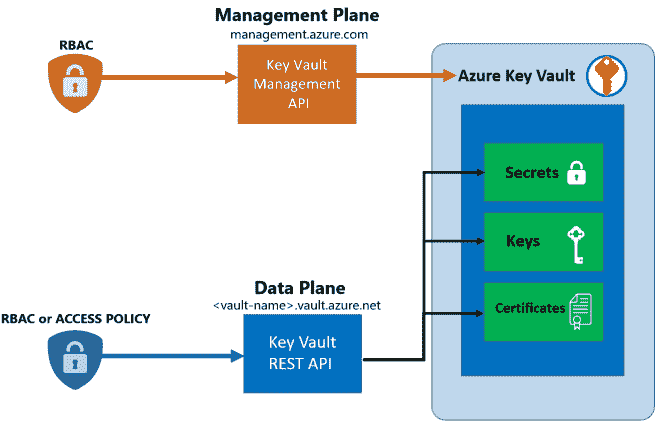 Management Plane
management.azure.com
RBAC
Key Vault
Management
API
Azure Key Vault
Secrets
Keys
Certificates
Data Plane
<vault-name>.vault.azure.net
RBAC or ACCESS POLICY
Key Vault
REST API